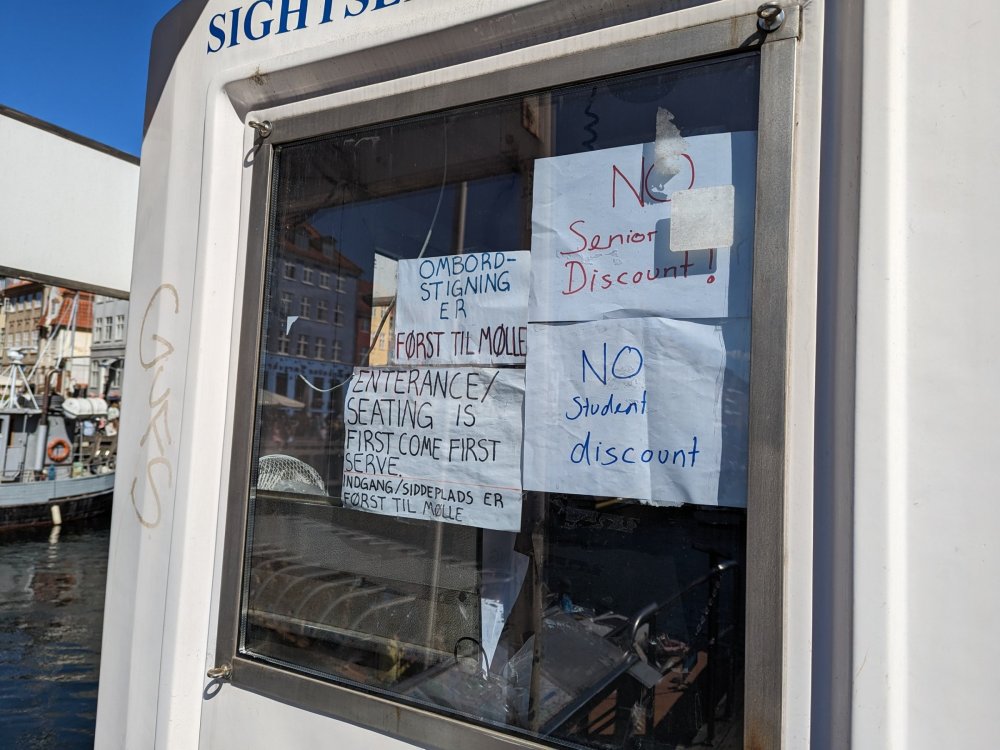 OMBORD-
STIGNING
ER
FØRST TIL MØLLE
ENTERANCE/
SEATING IS
FIRST COME FIRST
SERVE.
INDGANG/SIDDEPLADS ER
FØRST TIL MØLLE
NO
Senior
Discount!
NO
Student
discount